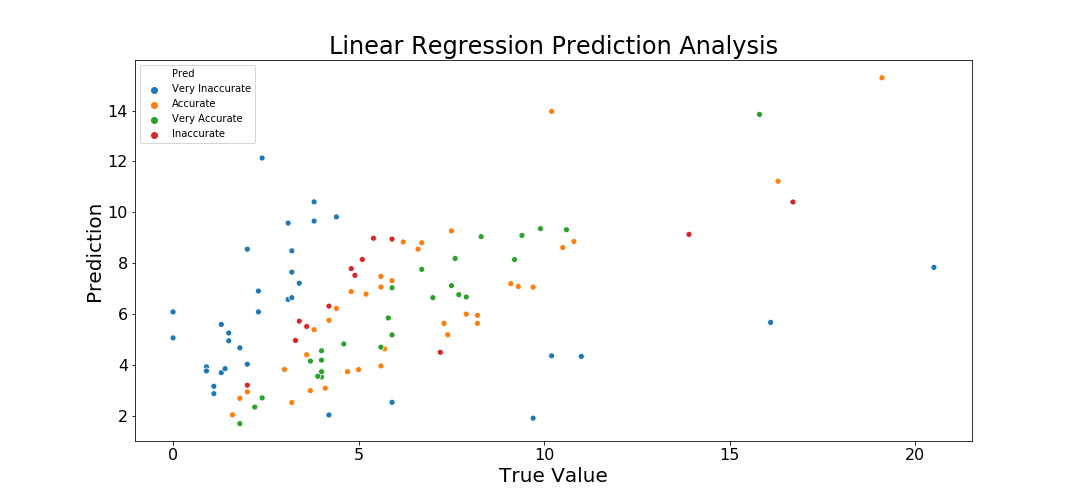 Linear Regression Prediction Analysis
Pred
Very Inaccurate
Accurate
Very Accurate
Inaccurate
14
12
10
8
6
4
2
Prediction
0 5 10 15 20
True Value